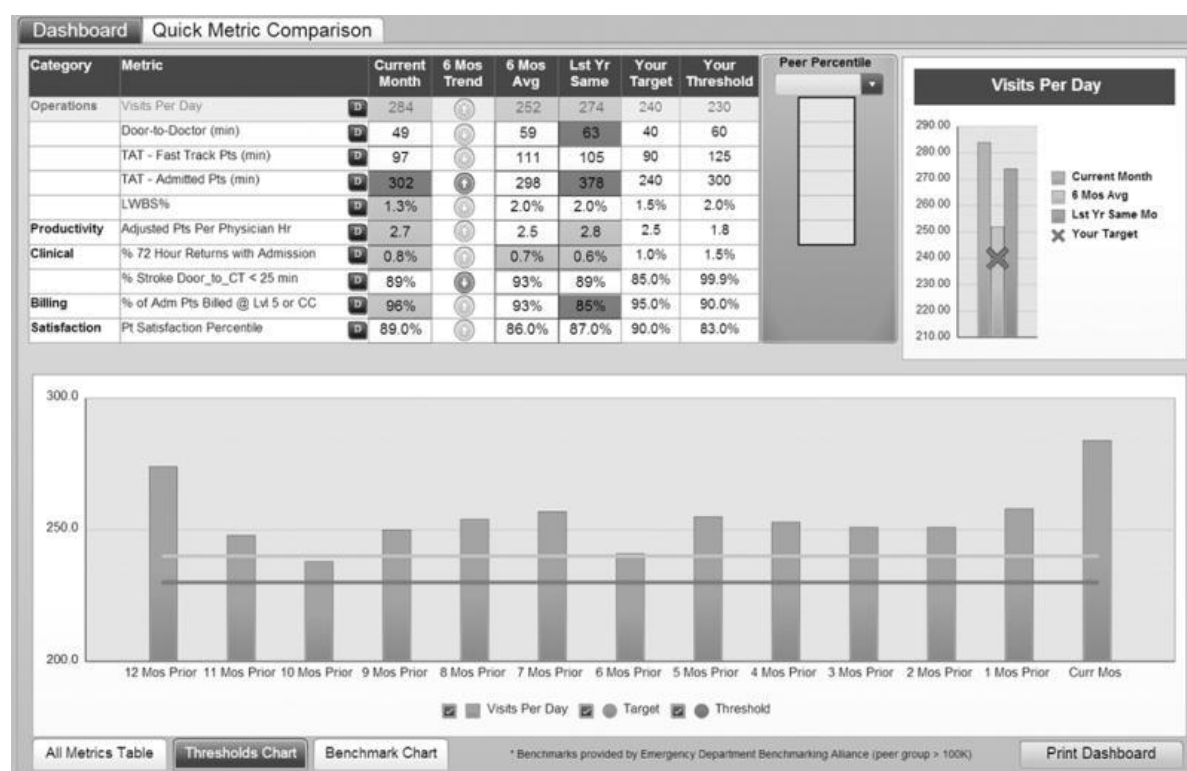 Dashboard Quick Metric Comparison
Category Metric Current Month 6 Mos Trend 6 Mos Avg Lst Yr Same Your Target Your Threshold
Operations Visits Per Day D 284 252 274 240 230
Door-to-Doctor (min) D 49 59 63 40 60
TAT - Fast Track Pts (min) D 97 111 105 90 125
TAT - Admitted Pts (min) D 302 298 378 240 300
LWBS% D 1.3% 2.0% 2.0% 1.5% 2.0%
Productivity Adjusted Pts Per Physician Hr D 2.7 2.5 2.8 2.5 1.8
Clinical % 72 Hour Returns with Admission D 0.8% 0.7% 0.6% 1.0% 1.5%
% Stroke Door_to_CT < 25 min D 89% 93% 89% 85.0% 99.9%
Billing % of Adm Pts Billed @ Lvl 5 or CC D 96% 93% 85% 95.0% 90.0%
Satisfaction Pt Satisfaction Percentile D 89.0% 86.0% 87.0% 90.0% 83.0%
Peer Percentile
Visits Per Day
290.00
280.00
270.00
260.00
250.00
240.00
230.00
220.00
210.00
Current Month
6 Mos Avg
Lst Yr Same Mo
Your Target
300.0
250.0
200.0
12 Mos Prior 11 Mos Prior 10 Mos Prior 9 Mos Prior 8 Mos Prior 7 Mos Prior 6 Mos Prior 5 Mos Prior 4 Mos Prior 3 Mos Prior 2 Mos Prior 1 Mos Prior Curr Mos
Visits Per Day Target Threshold
All Metrics Table Thresholds Chart Benchmark Chart * Benchmarks provided by Emergency Department Benchmarking Alliance (peer group > 100K) Print Dashboard